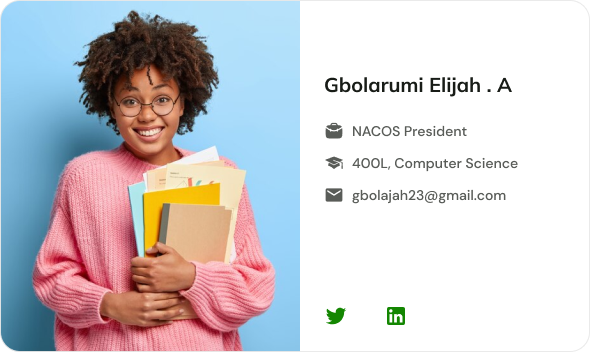 Gbolarumi Elijah . A
NACOS President
400L, Computer Science
gbolajah23@gmail.com